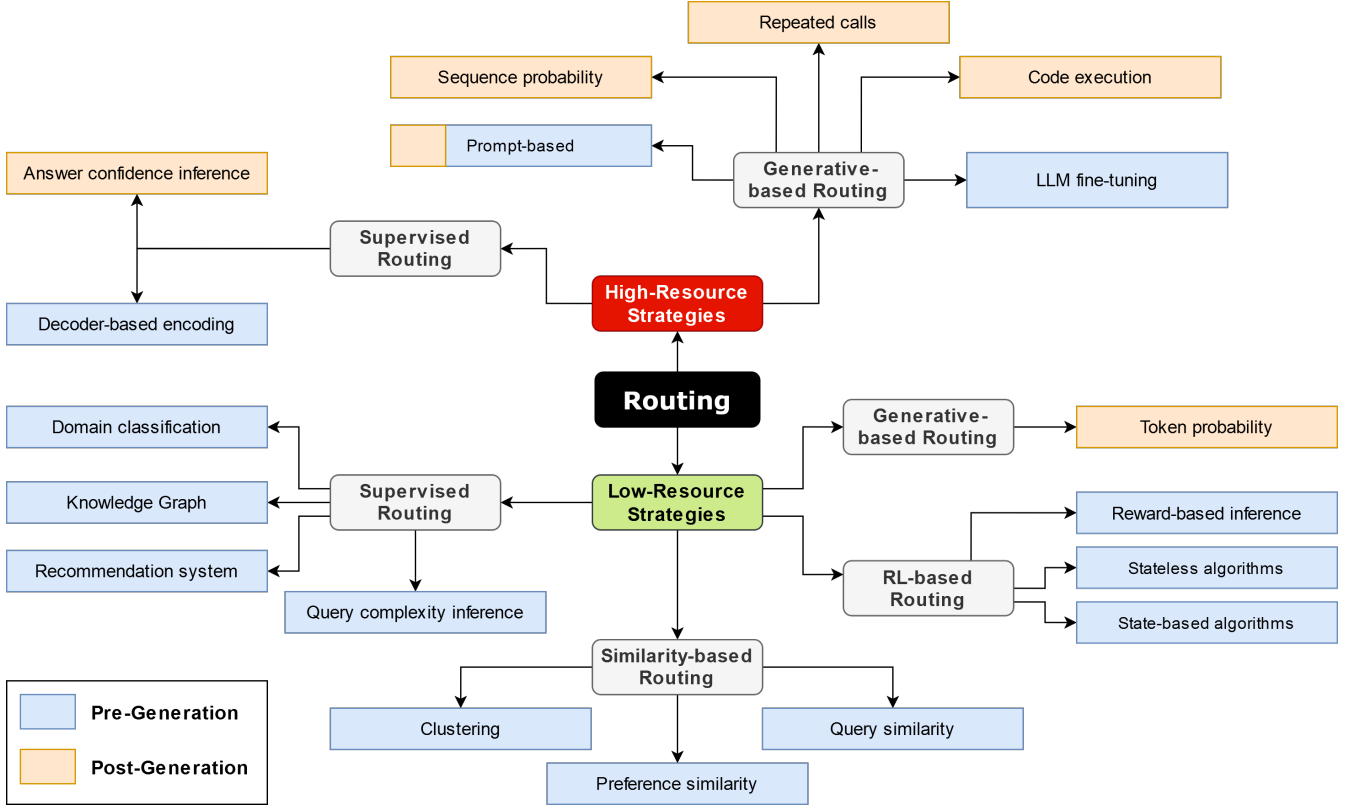 Repeated calls
Sequence probability
Code execution
Prompt-based
Generative-
based Routing
LLM fine-tuning
Answer confidence inference
Supervised
Routing
Decoder-based encoding
High-Resource
Strategies
Routing
Domain classification
Knowledge Graph
Recommendation system
Supervised
Routing
Query complexity inference
Low-Resource
Strategies
Generative-
based Routing
Token probability
RL-based
Routing
Reward-based inference
Stateless algorithms
State-based algorithms
Similarity-based
Routing
Clustering
Preference similarity
Query similarity
Pre-Generation
Post-Generation